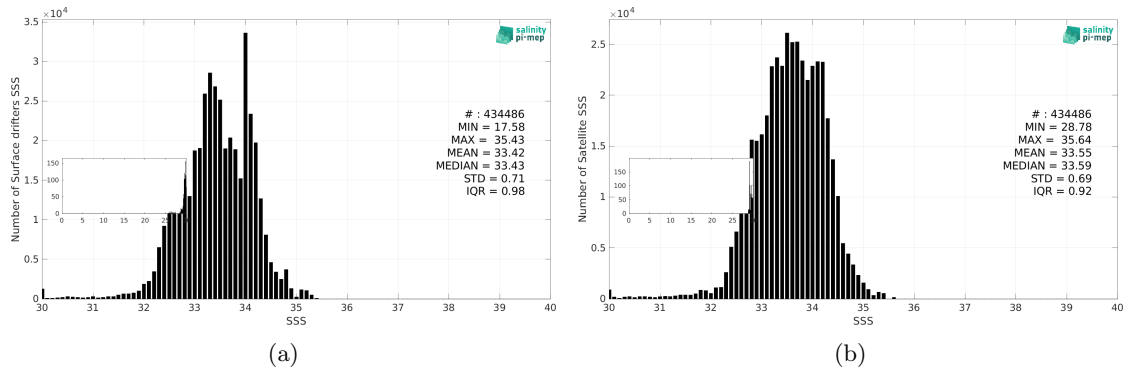 ×10^4
3.5
3
2.5
2
1.5
1
0.5
0
Number of Surface drifters SSS
salinity
pi-mep
# : 434486
MIN = 17.58
MAX = 35.43
MEAN = 33.42
MEDIAN = 33.43
STD = 0.71
IQR = 0.98
150
100
50
0
0 5 10 15 20 25
30 31 32 33 34 35 36 37 38 39 40
SSS
(a)
×10^4
2.5
2
1.5
1
0.5
0
Number of Satellite SSS
salinity
pi-mep
# : 434486
MIN = 28.78
MAX = 35.64
MEAN = 33.55
MEDIAN = 33.59
STD = 0.69
IQR = 0.92
150
100
50
0
0 5 10 15 20 25
30 31 32 33 34 35 36 37 38 39 40
SSS
(b)